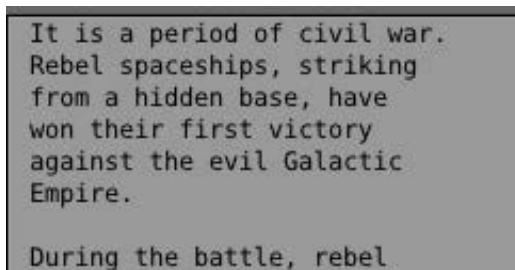 It is a period of civil war.
Rebel spaceships, striking
from a hidden base, have
won their first victory
against the evil Galactic
Empire.

During the battle, rebel